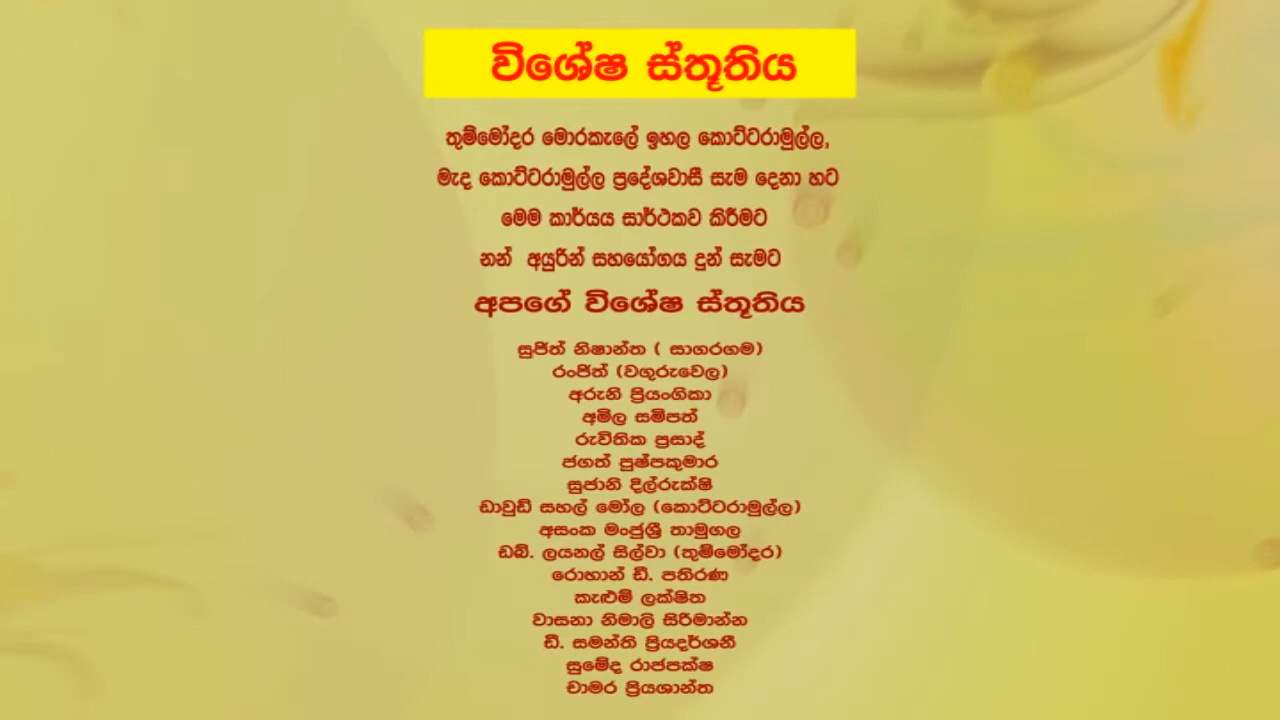 විශේෂ ස්තූතිය
තුම්මෝදර මොරකැලේ ඉහල කොට්ටරාමුල්ල,
මැද කොට්ටරාමුල්ල ප්‍රදේශවාසී සැම දෙනා හට
මෙම කාර්යය සාර්ථකව කිරීමට
නන් අයුරින් සහයෝගය දුන් සැමට
අපගේ විශේෂ ස්තූතිය
සුජිත් නිෂාන්ත ( සාගරගම)
රංජිත් (වගුරුවෙල)
අරුනි ප්‍රියංගිකා
අමිල සම්පත්
රුවිතික ප්‍රසාද්
ජගත් පුෂ්පකුමාර
සුජානි දිල්රුක්ෂි
ඩාවුඩ් සහල් මෝල (කොට්ටරාමුල්ල)
අසංක මංජුශ්‍රී තාමුගල
ඩබ්. ලයනල් සිල්වා (තුම්මෝදර)
රොහාන් ඩී. පතිරණ
කැළුම් ලක්ෂිත
වාසනා නිමාලි සිරිමාන්න
ඩී. සමන්ති ප්‍රියදර්ශනී
සුමේද රාජපක්ෂ
චාමර ප්‍රියශාන්ත